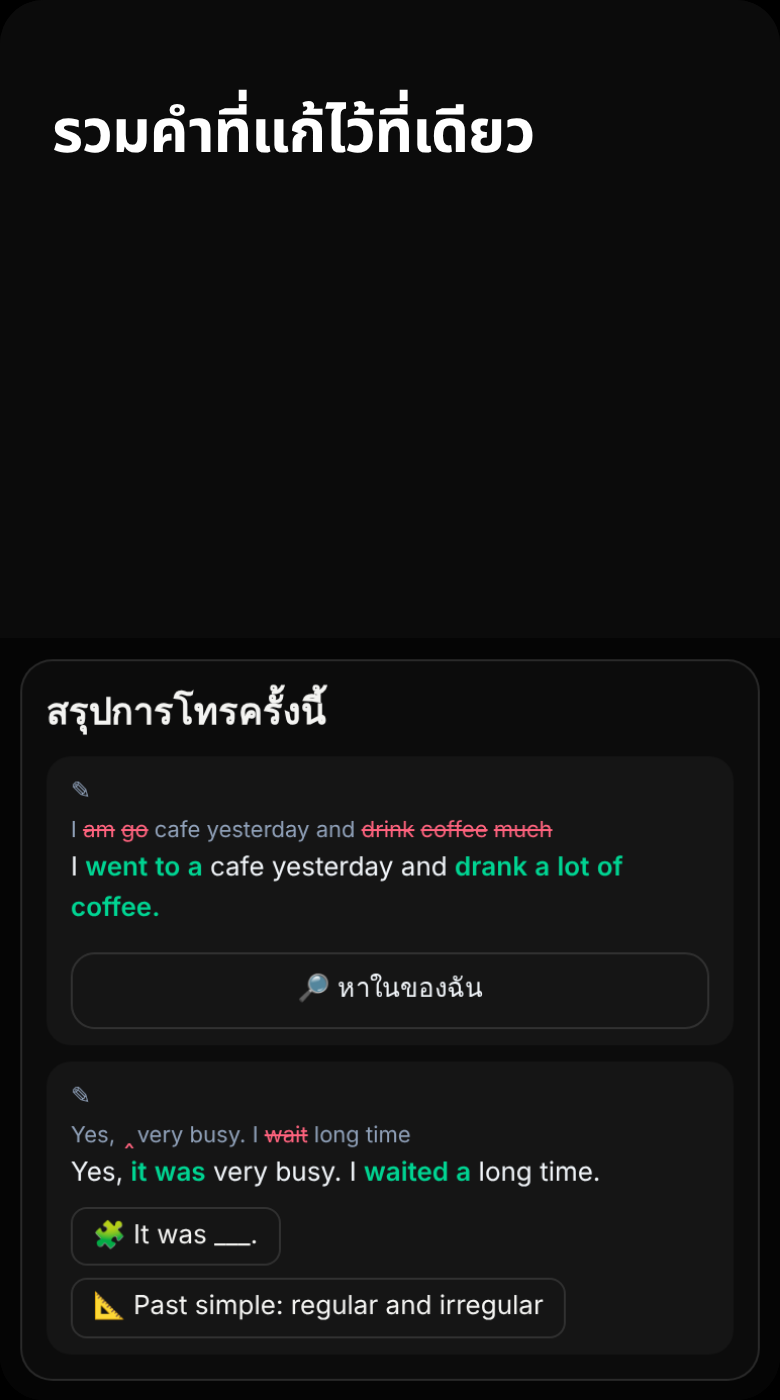 รวมคำที่แก้ไว้ที่เดียว
สรุปการโทรครั้งนี้
✎
I am go cafe yesterday and drink coffee much
I went to a cafe yesterday and drank a lot of
coffee.
🔎 หาในของฉัน
✎
Yes, ‸very busy. I wait long time
Yes, it was very busy. I waited a long time.
🧩 It was ___.
📐 Past simple: regular and irregular